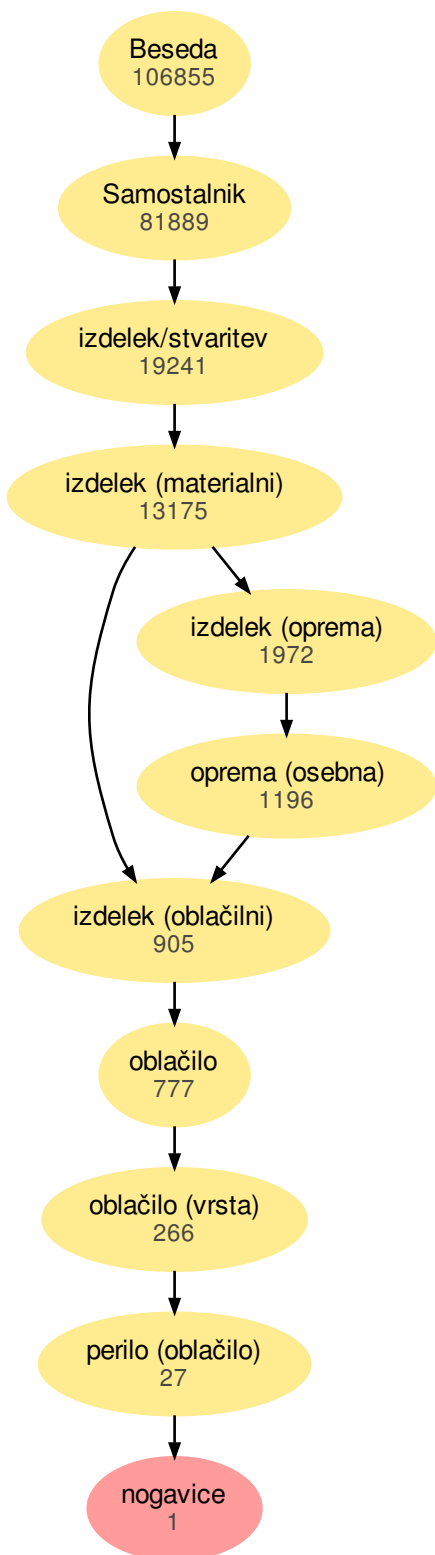 Beseda
106855
Samostalnik
81889
izdelek/stvaritev
19241
izdelek (materialni)
13175
izdelek (oprema)
1972
oprema (osebna)
1196
izdelek (oblačilni)
905
oblačilo
777
oblačilo (vrsta)
266
perilo (oblačilo)
27
nogavice
1